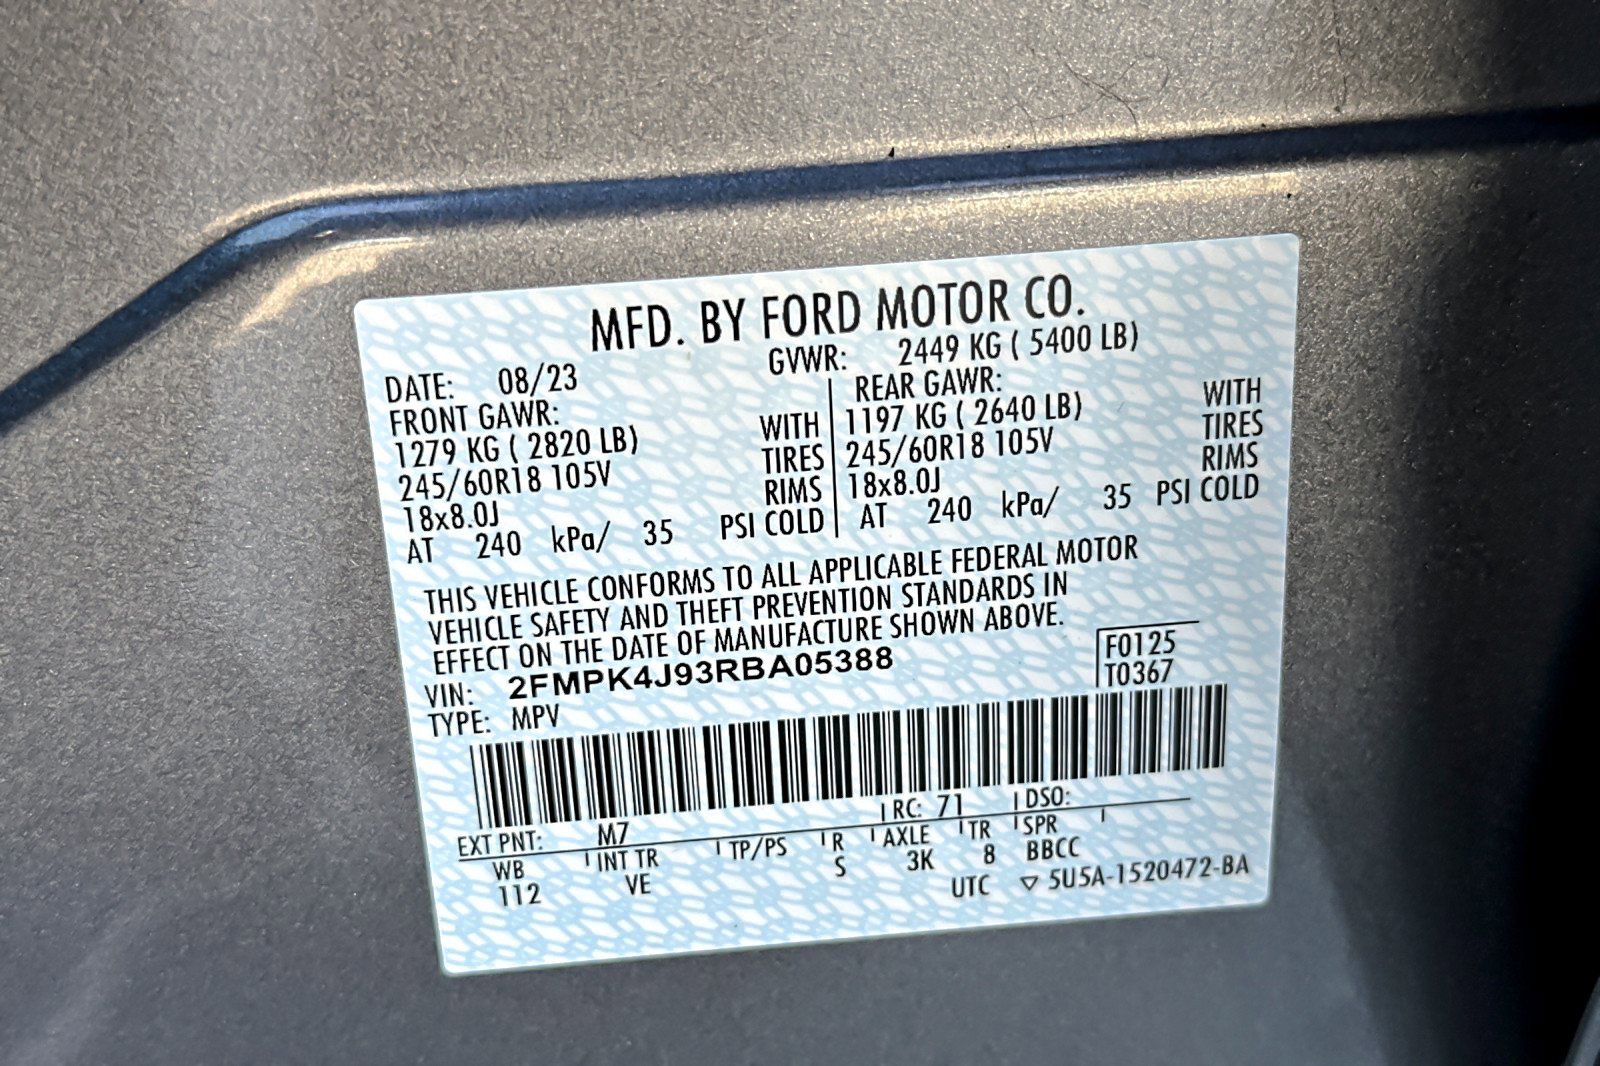 MFD. BY FORD MOTOR CO.
DATE: 08/23 GVWR: 2449 KG ( 5400 LB)
FRONT GAWR: REAR GAWR:
1279 KG ( 2820 LB) WITH 1197 KG ( 2640 LB) WITH
245/60R18 105V TIRES 245/60R18 105V TIRES
18x8.0J RIMS 18x8.0J RIMS
AT 240 kPa/ 35 PSI COLD AT 240 kPa/ 35 PSI COLD
THIS VEHICLE CONFORMS TO ALL APPLICABLE FEDERAL MOTOR
VEHICLE SAFETY AND THEFT PREVENTION STANDARDS IN
EFFECT ON THE DATE OF MANUFACTURE SHOWN ABOVE.
VIN: 2FMPK4J93RBA05388 F0125
TYPE: MPV T0367
EXT PNT: M7 RC: 71 DSO:
WB INT TR TP/PS R AXLE TR SPR
112 VE S 3K 8 BBCC
UTC ▽ 5U5A-1520472-BA